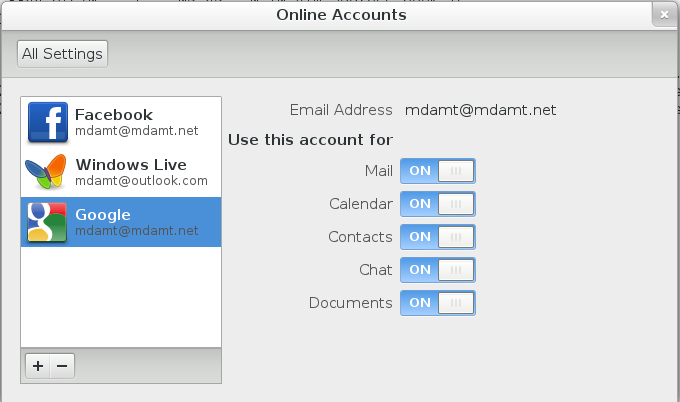 Online Accounts
All Settings
Facebook
mdamt@mdamt.net
Windows Live
mdamt@outlook.com
Google
mdamt@mdamt.net
Email Address mdamt@mdamt.net
Use this account for
Mail ON
Calendar ON
Contacts ON
Chat ON
Documents ON